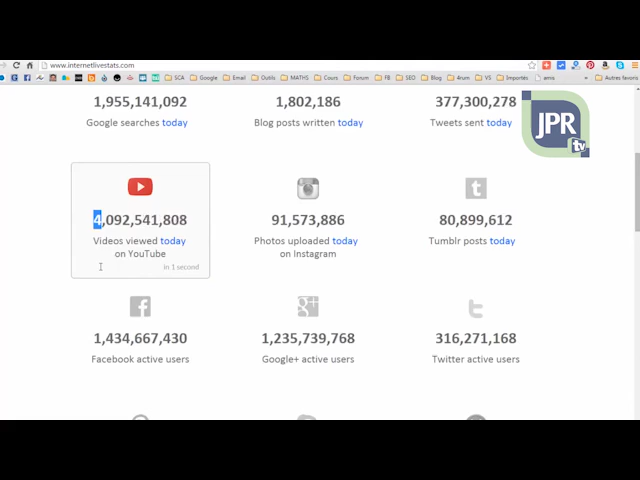 www.internetlivestats.com
SCA Google Email Outils MATHS Cours Forum FB SEO Blog 4rum VS Importés amis Autres favoris
1,955,141,092 1,802,186 377,300,278
Google searches today Blog posts written today Tweets sent today
JPR
tv
4,092,541,808 91,573,886 80,899,612
Videos viewed today Photos uploaded today Tumblr posts today
on YouTube on Instagram
in 1 second
1,434,667,430 1,235,739,768 316,271,168
Facebook active users Google+ active users Twitter active users